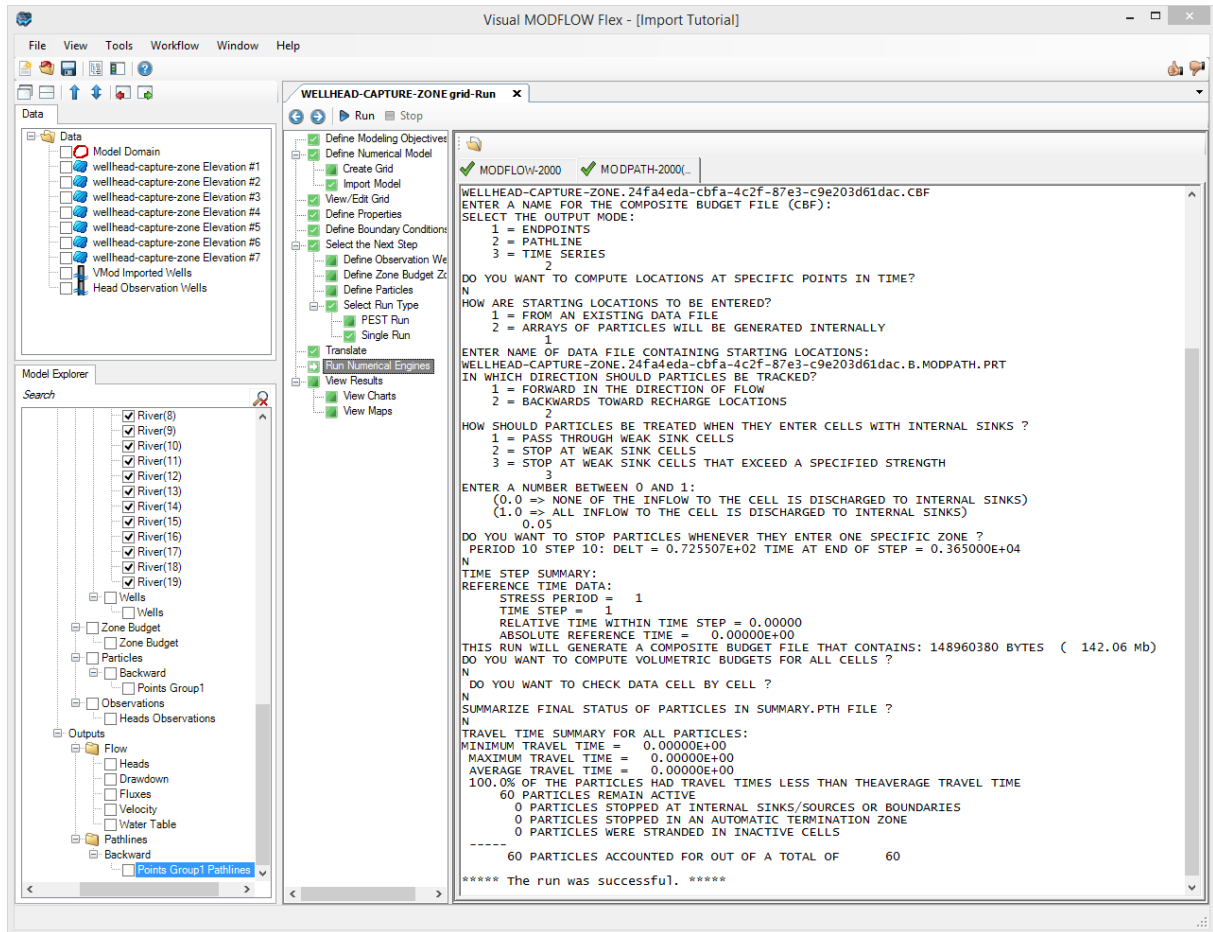 Visual MODFLOW Flex - [Import Tutorial]
File View Tools Workflow Window Help
Data
Data
Model Domain
wellhead-capture-zone Elevation #1
wellhead-capture-zone Elevation #2
wellhead-capture-zone Elevation #3
wellhead-capture-zone Elevation #4
wellhead-capture-zone Elevation #5
wellhead-capture-zone Elevation #6
wellhead-capture-zone Elevation #7
VMod Imported Wells
Head Observation Wells
Model Explorer
Search
River(8)
River(9)
River(10)
River(11)
River(12)
River(13)
River(14)
River(15)
River(16)
River(17)
River(18)
River(19)
Wells
Wells
Zone Budget
Zone Budget
Particles
Backward
Points Group1
Observations
Heads Observations
Outputs
Flow
Heads
Drawdown
Fluxes
Velocity
Water Table
Pathlines
Backward
Points Group1 Pathlines
WELLHEAD-CAPTURE-ZONE grid-Run X
Run Stop
Define Modeling Objectives
Define Numerical Model
Create Grid
Import Model
View/Edit Grid
Define Properties
Define Boundary Conditions
Select the Next Step
Define Observation We
Define Zone Budget Zo
Define Particles
Select Run Type
PEST Run
Single Run
Translate
Run Numerical Engines
View Results
View Charts
View Maps
MODFLOW-2000 MODPATH-2000(...
WELLHEAD-CAPTURE-ZONE.24fa4eda-cbfa-4c2f-87e3-c9e203d61dac.CBF
ENTER A NAME FOR THE COMPOSITE BUDGET FILE (CBF):
SELECT THE OUTPUT MODE:
1 = ENDPOINTS
2 = PATHLINE
3 = TIME SERIES
2
DO YOU WANT TO COMPUTE LOCATIONS AT SPECIFIC POINTS IN TIME?
N
HOW ARE STARTING LOCATIONS TO BE ENTERED?
1 = FROM AN EXISTING DATA FILE
2 = ARRAYS OF PARTICLES WILL BE GENERATED INTERNALLY
1
ENTER NAME OF DATA FILE CONTAINING STARTING LOCATIONS:
WELLHEAD-CAPTURE-ZONE.24fa4eda-cbfa-4c2f-87e3-c9e203d61dac.B.MODPATH.PRT
IN WHICH DIRECTION SHOULD PARTICLES BE TRACKED?
1 = FORWARD IN THE DIRECTION OF FLOW
2 = BACKWARDS TOWARD RECHARGE LOCATIONS
2
HOW SHOULD PARTICLES BE TREATED WHEN THEY ENTER CELLS WITH INTERNAL SINKS ?
1 = PASS THROUGH WEAK SINK CELLS
2 = STOP AT WEAK SINK CELLS
3 = STOP AT WEAK SINK CELLS THAT EXCEED A SPECIFIED STRENGTH
3
ENTER A NUMBER BETWEEN 0 AND 1:
(0.0 => NONE OF THE INFLOW TO THE CELL IS DISCHARGED TO INTERNAL SINKS)
(1.0 => ALL INFLOW TO THE CELL IS DISCHARGED TO INTERNAL SINKS)
0.05
DO YOU WANT TO STOP PARTICLES WHENEVER THEY ENTER ONE SPECIFIC ZONE ?
PERIOD 10 STEP 10: DELT = 0.725507E+02 TIME AT END OF STEP = 0.365000E+04
N
TIME STEP SUMMARY:
REFERENCE TIME DATA:
STRESS PERIOD = 1
TIME STEP = 1
RELATIVE TIME WITHIN TIME STEP = 0.00000
ABSOLUTE REFERENCE TIME = 0.00000E+00
THIS RUN WILL GENERATE A COMPOSITE BUDGET FILE THAT CONTAINS: 148960380 BYTES ( 142.06 Mb)
DO YOU WANT TO COMPUTE VOLUMETRIC BUDGETS FOR ALL CELLS ?
N
DO YOU WANT TO CHECK DATA CELL BY CELL ?
N
SUMMARIZE FINAL STATUS OF PARTICLES IN SUMMARY.PTH FILE ?
N
TRAVEL TIME SUMMARY FOR ALL PARTICLES:
MINIMUM TRAVEL TIME = 0.00000E+00
MAXIMUM TRAVEL TIME = 0.00000E+00
AVERAGE TRAVEL TIME = 0.00000E+00
100.0% OF THE PARTICLES HAD TRAVEL TIMES LESS THAN THEAVERAGE TRAVEL TIME
60 PARTICLES REMAIN ACTIVE
0 PARTICLES STOPPED AT INTERNAL SINKS/SOURCES OR BOUNDARIES
0 PARTICLES STOPPED IN AN AUTOMATIC TERMINATION ZONE
0 PARTICLES WERE STRANDED IN INACTIVE CELLS
-----
60 PARTICLES ACCOUNTED FOR OUT OF A TOTAL OF 60
***** The run was successful. *****